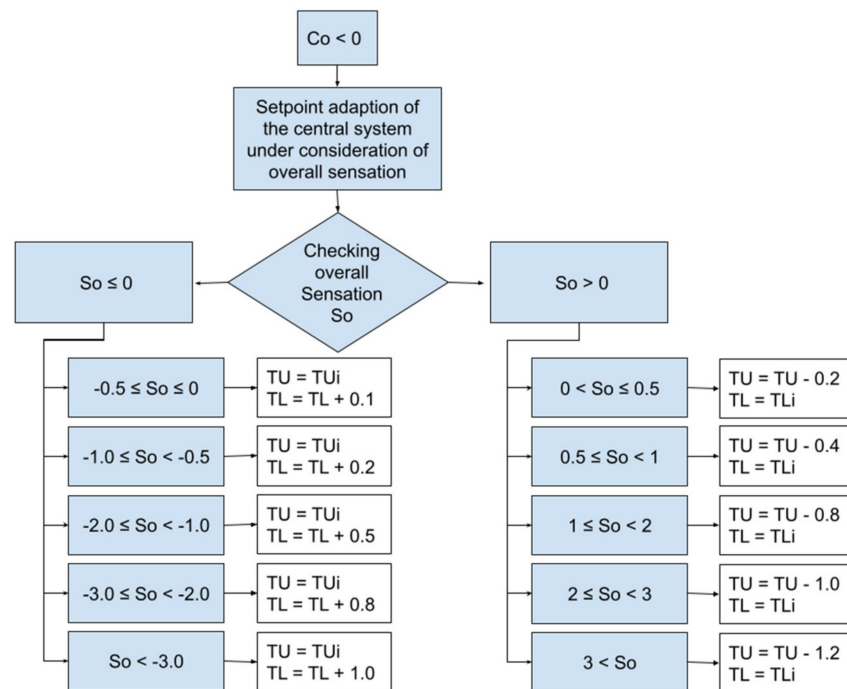 Co < 0
Setpoint adaption of
the central system
under consideration of
overall sensation
Checking
overall
Sensation
So
So ≤ 0
So > 0
-0.5 ≤ So ≤ 0
TU = TUi
TL = TL + 0.1
-1.0 ≤ So < -0.5
TU = TUi
TL = TL + 0.2
-2.0 ≤ So < -1.0
TU = TUi
TL = TL + 0.5
-3.0 ≤ So < -2.0
TU = TUi
TL = TL + 0.8
So < -3.0
TU = TUi
TL = TL + 1.0
0 < So ≤ 0.5
TU = TU - 0.2
TL = TLi
0.5 ≤ So < 1
TU = TU - 0.4
TL = TLi
1 ≤ So < 2
TU = TU - 0.8
TL = TLi
2 ≤ So < 3
TU = TU - 1.0
TL = TLi
3 < So
TU = TU - 1.2
TL = TLi